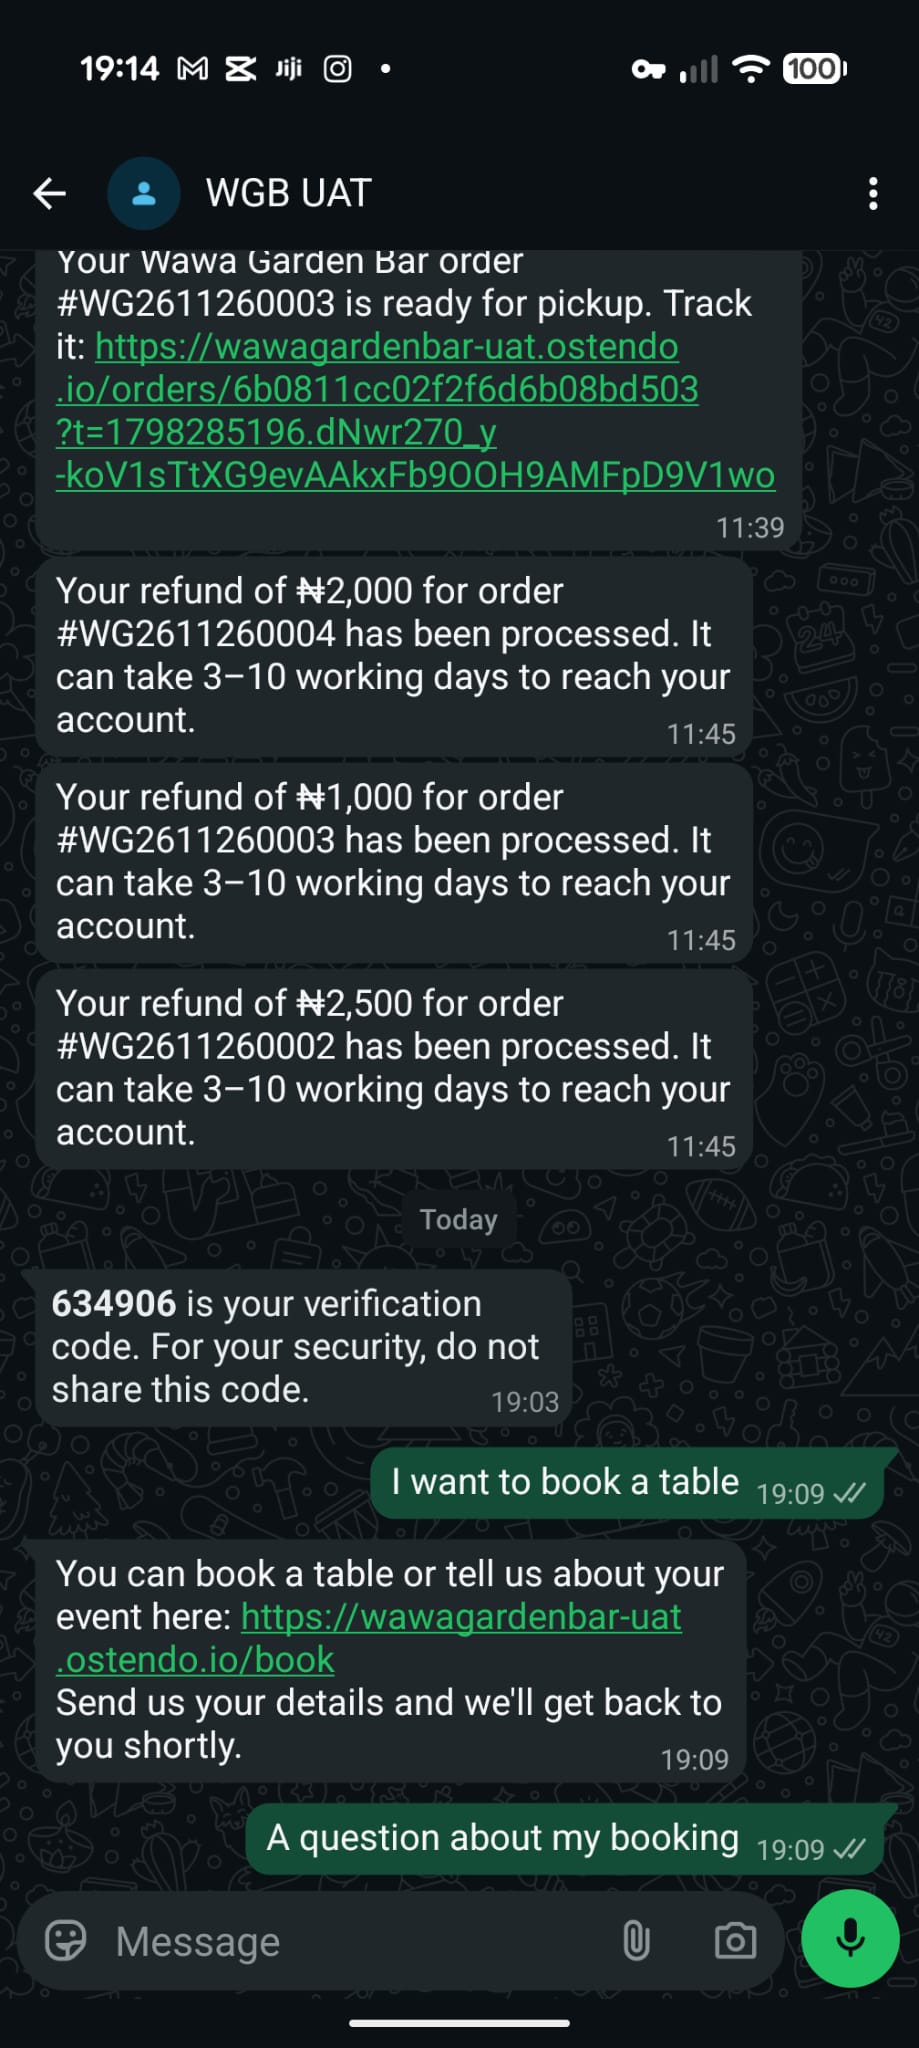 19:14 Jiji 100
WGB UAT
Your Wawa Garden Bar order
#WG2611260003 is ready for pickup. Track
it: https://wawagardenbar-uat.ostendo
.io/orders/6b0811cc02f2f6d6b08bd503
?t=1798285196.dNwr270_y
-koV1sTtXG9evAAkxFb9OOH9AMFpD9V1wo
11:39
Your refund of ₦2,000 for order
#WG2611260004 has been processed. It
can take 3–10 working days to reach your
account.
11:45
Your refund of ₦1,000 for order
#WG2611260003 has been processed. It
can take 3–10 working days to reach your
account.
11:45
Your refund of ₦2,500 for order
#WG2611260002 has been processed. It
can take 3–10 working days to reach your
account.
11:45
Today
634906 is your verification
code. For your security, do not
share this code.
19:03
I want to book a table 19:09
You can book a table or tell us about your
event here: https://wawagardenbar-uat
.ostendo.io/book
Send us your details and we'll get back to
you shortly.
19:09
A question about my booking 19:09
Message